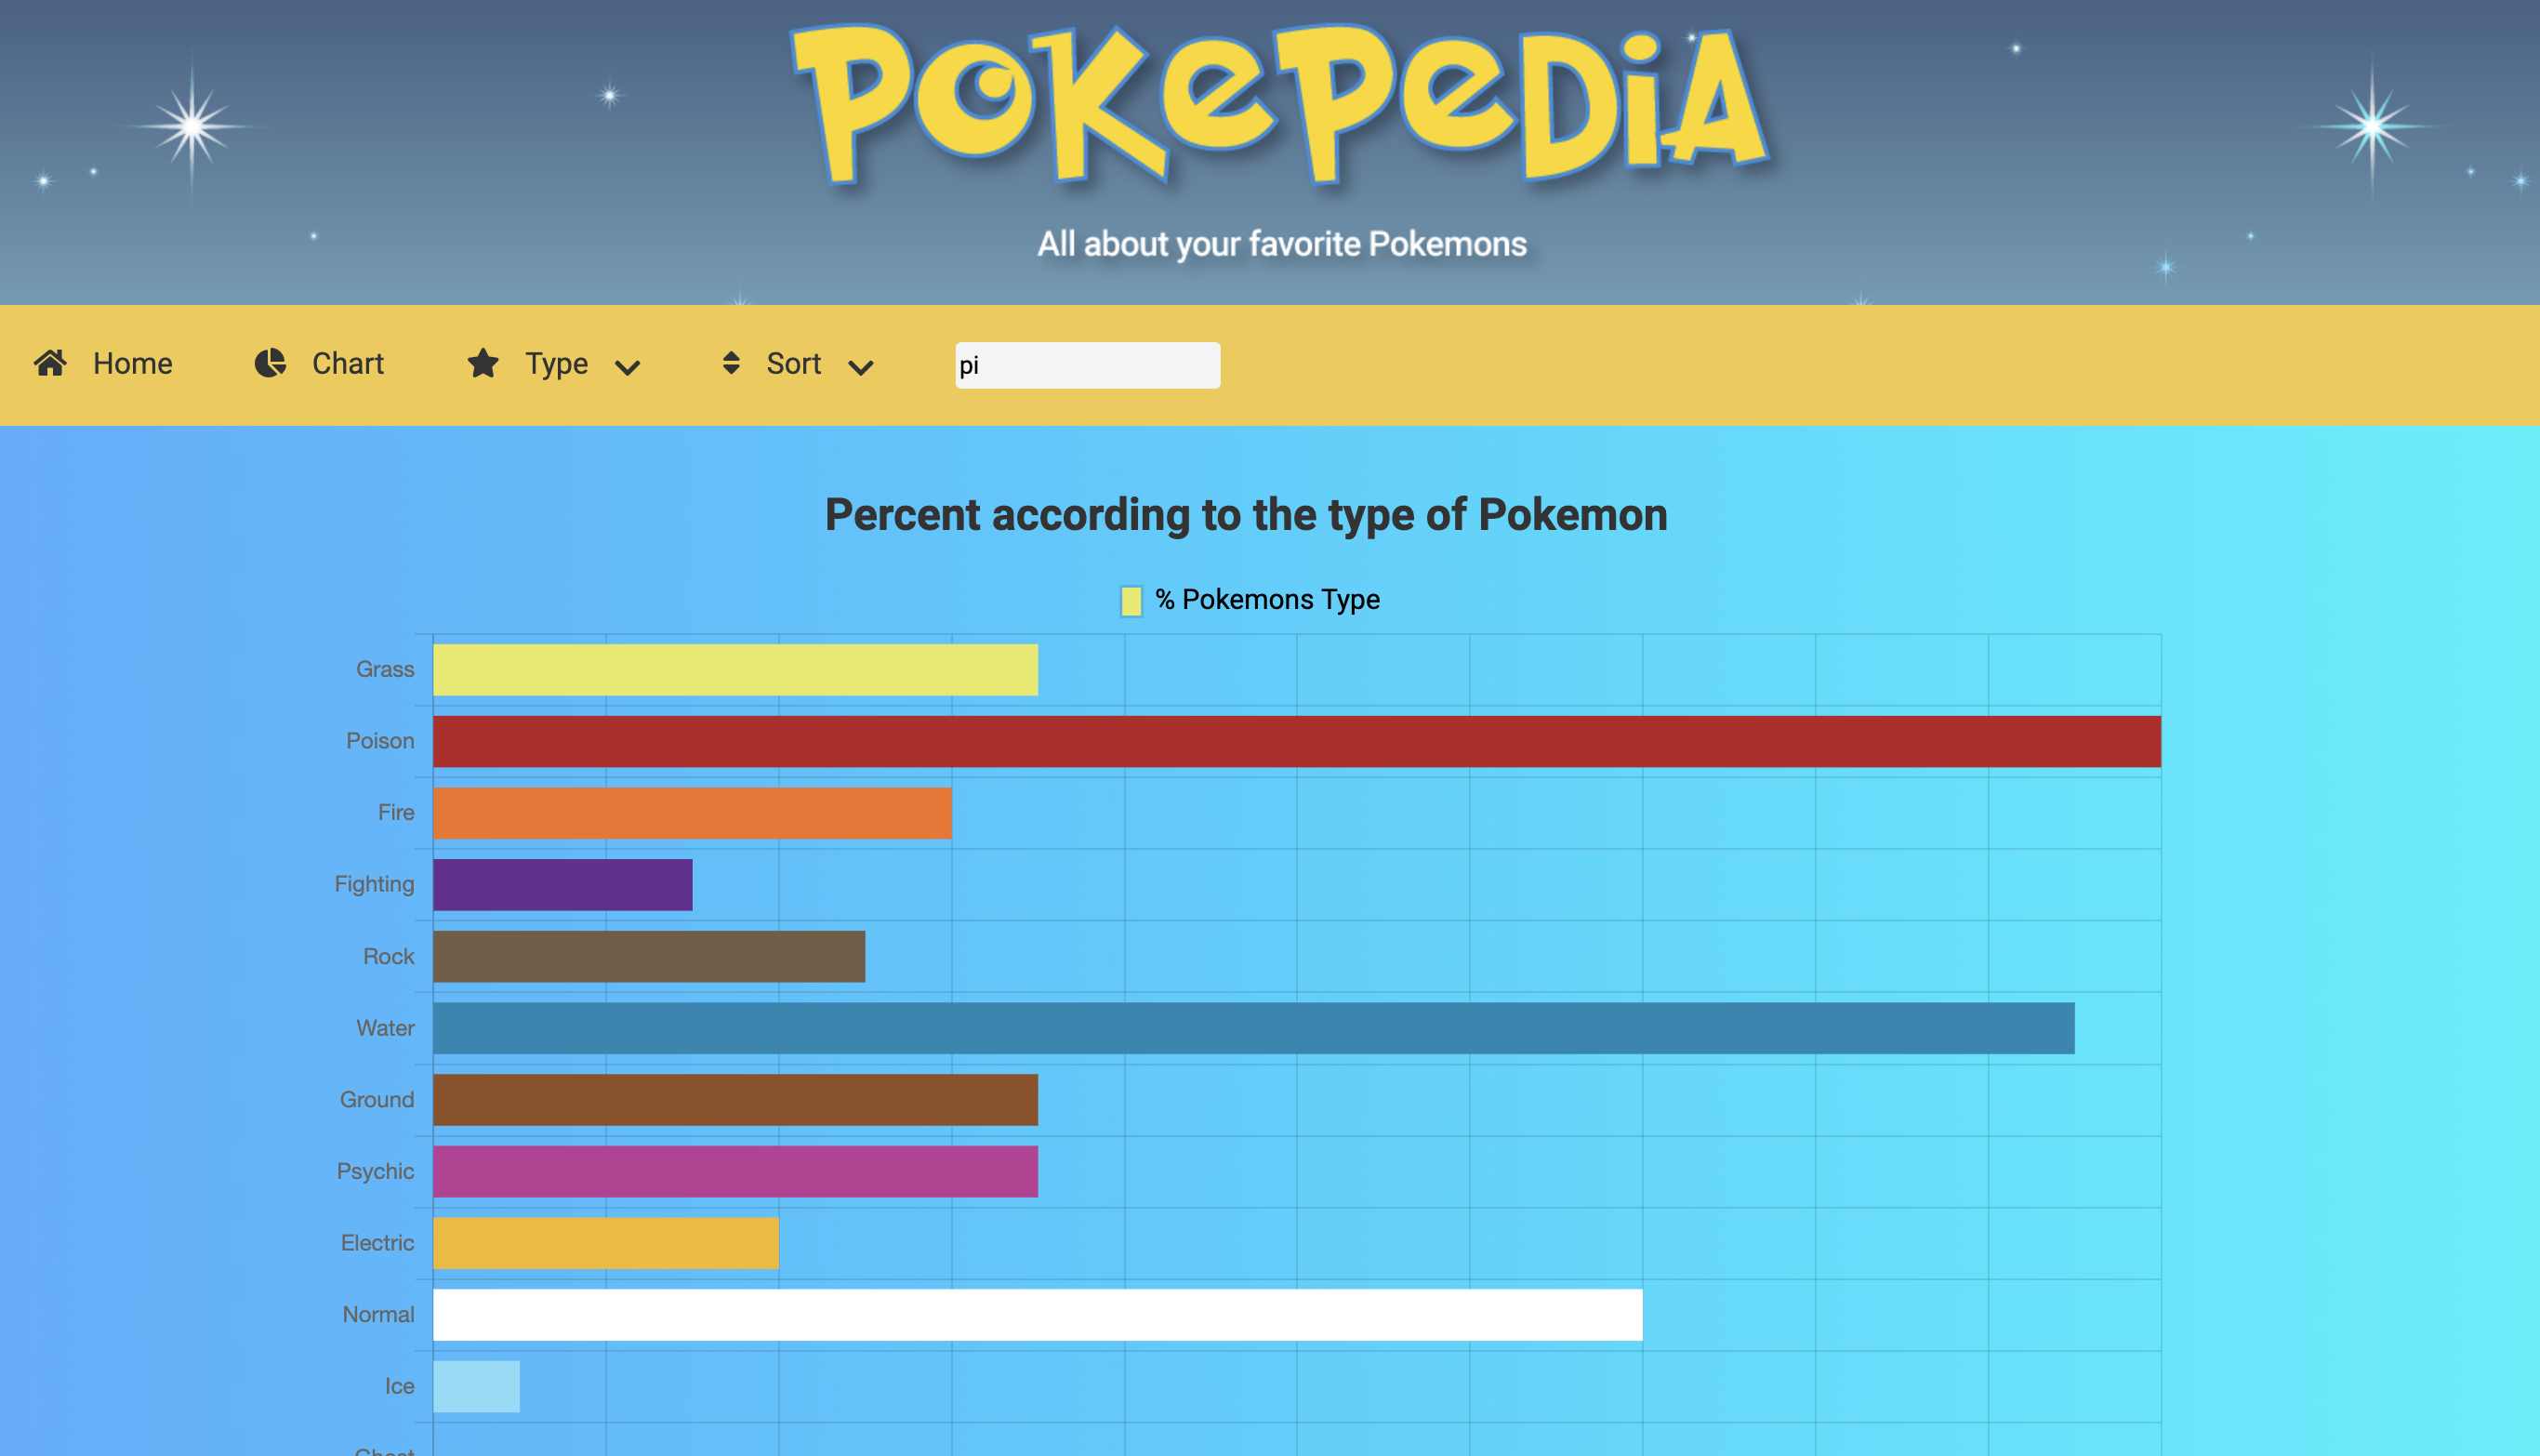 POKEPEDiA
All about your favorite Pokemons
Home Chart Type Sort pi
Percent according to the type of Pokemon
% Pokemons Type
Grass
Poison
Fire
Fighting
Rock
Water
Ground
Psychic
Electric
Normal
Ice
Ghost